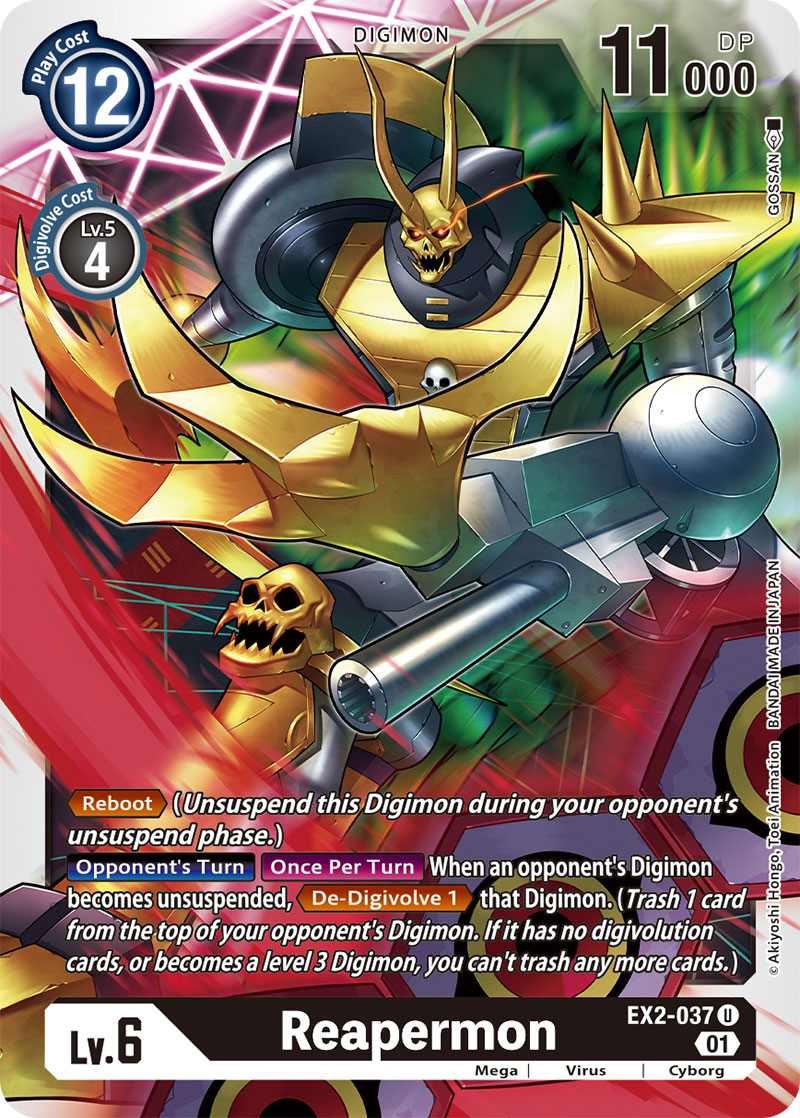 DIGIMON
Play Cost
12
11000
DP
Digivolve Cost
Lv.5
4
GOSSAN
BANDAI MADE IN JAPAN
© Akiyoshi Hongo, Toei Animation
Reboot (Unsuspend this Digimon during your opponent's
unsuspend phase.)
Opponent's Turn Once Per Turn When an opponent's Digimon
becomes unsuspended, De-Digivolve 1 that Digimon. (Trash 1 card
from the top of your opponent's Digimon. If it has no digivolution
cards, or becomes a level 3 Digimon, you can't trash any more cards.)
Lv.6
Reapermon
EX2-037 U
01
Mega | Virus | Cyborg